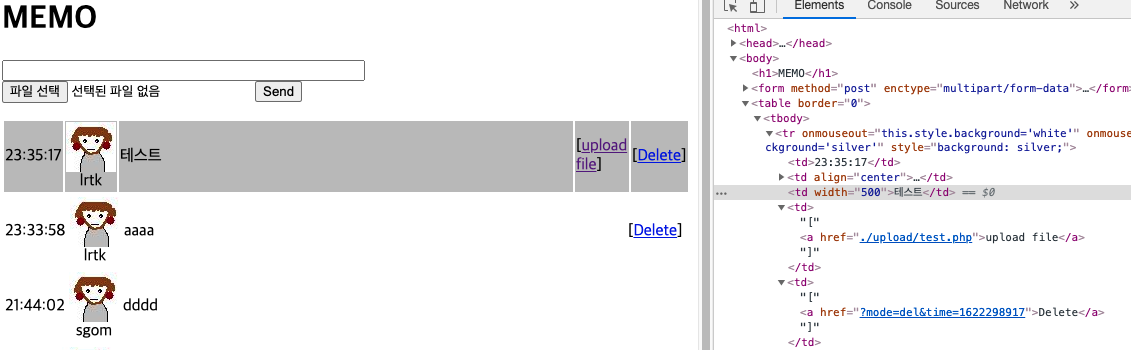 MEMO
파일 선택 선택된 파일 없음 Send
23:35:17 lrtk 테스트 [upload file] [Delete]
23:33:58 lrtk aaaa [Delete]
21:44:02 sgom dddd
Elements Console Sources Network »
<html>
▶<head>…</head>
▼<body>
<h1>MEMO</h1>
▶<form method="post" enctype="multipart/form-data">…</form
▼<table border="0">
▼<tbody>
▼<tr onmouseout="this.style.background='white'" onmouse
ckground='silver'" style="background: silver;">
<td>23:35:17</td>
▶<td align="center">…</td>
… <td width="500">테스트</td> == $0
▼<td>
"["
<a href="./upload/test.php">upload file</a>
"]"
</td>
▼<td>
"["
<a href="?mode=del&time=1622298917">Delete</a>
"]"
</td>